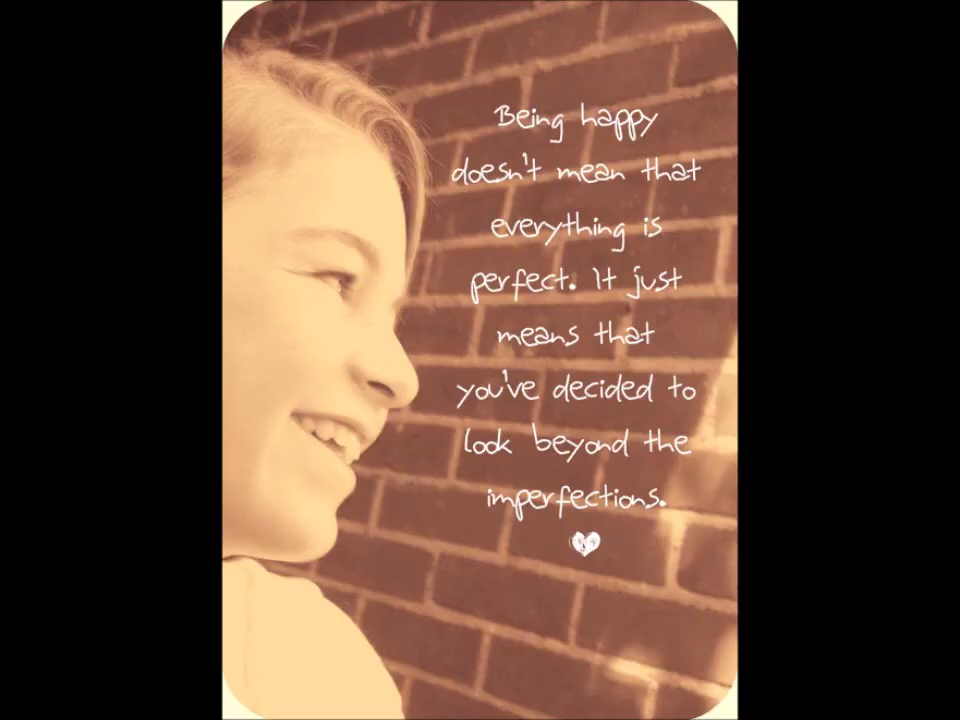 Being happy
doesn't mean that
everything is
perfect. It just
means that
you've decided to
look beyond the
imperfections.